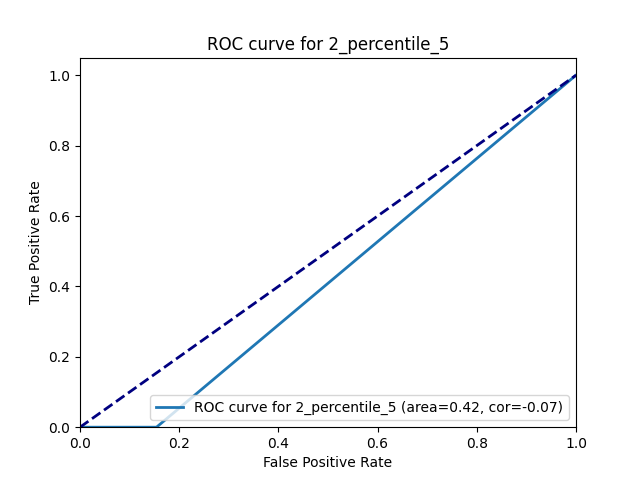 ROC curve for 2_percentile_5
1.0
0.8
0.6
0.4
0.2
0.0
True Positive Rate
ROC curve for 2_percentile_5 (area=0.42, cor=-0.07)
0.0 0.2 0.4 0.6 0.8 1.0
False Positive Rate